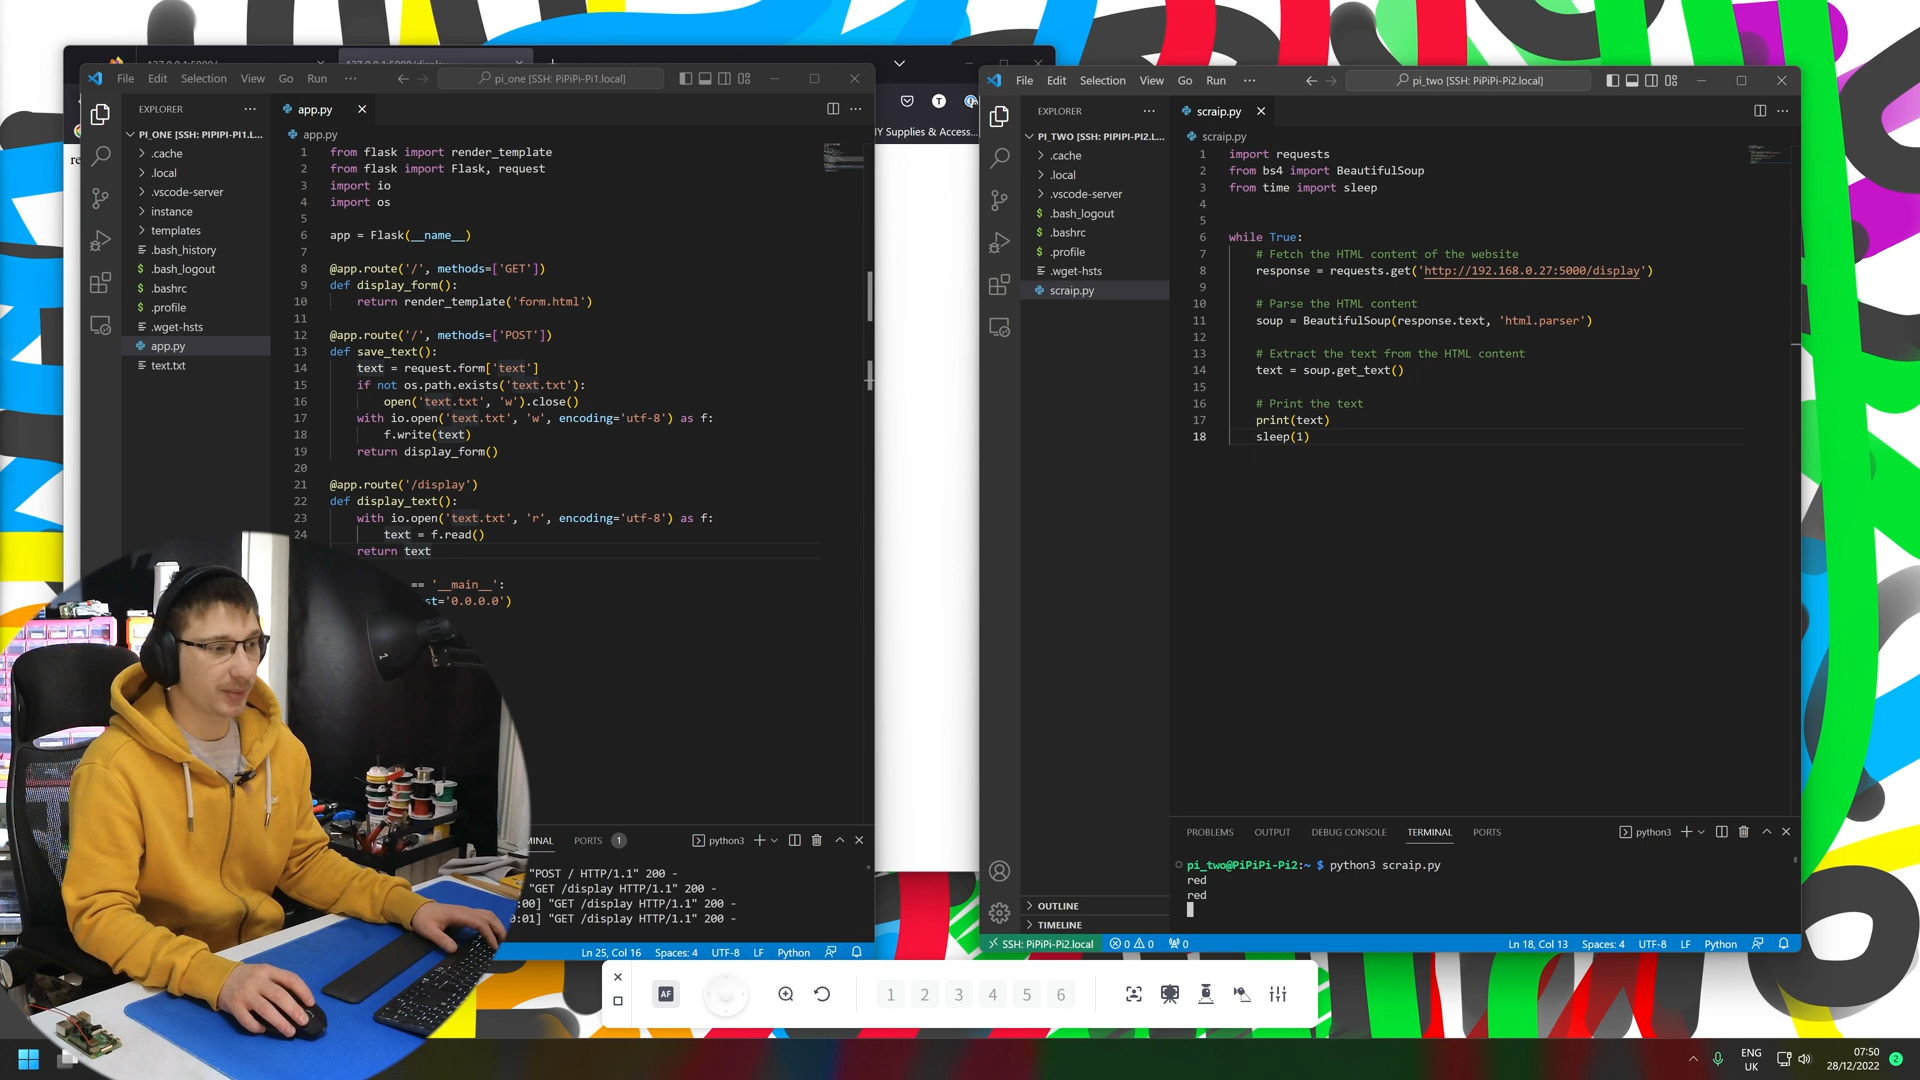 File Edit Selection View Go Run ··· pi_one [SSH: PiPiPi-Pi1.local]
EXPLORER ···
PI_ONE [SSH: PIPIPI-PI1.L...
.cache
.local
.vscode-server
instance
templates
.bash_history
$ .bash_logout
$ .bashrc
$ .profile
.wget-hsts
app.py
text.txt
app.py
app.py
1 from flask import render_template
2 from flask import Flask, request
3 import io
4 import os
5
6 app = Flask(__name__)
7
8 @app.route('/', methods=['GET'])
9 def display_form():
10 return render_template('form.html')
11
12 @app.route('/', methods=['POST'])
13 def save_text():
14 text = request.form['text']
15 if not os.path.exists('text.txt'):
16 open('text.txt', 'w').close()
17 with io.open('text.txt', 'w', encoding='utf-8') as f:
18 f.write(text)
19 return display_form()
20
21 @app.route('/display')
22 def display_text():
23 with io.open('text.txt', 'r', encoding='utf-8') as f:
24 text = f.read()
return text
== '__main__':
st='0.0.0.0')
MINAL PORTS 1 python3
"POST / HTTP/1.1" 200 -
"GET /display HTTP/1.1" 200 -
:00] "GET /display HTTP/1.1" 200 -
0:01] "GET /display HTTP/1.1" 200 -
Ln 25, Col 16 Spaces: 4 UTF-8 LF Python
T
Y Supplies & Access...
re
File Edit Selection View Go Run ··· pi_two [SSH: PiPiPi-Pi2.local]
EXPLORER ···
PI_TWO [SSH: PIPIPI-PI2.L...
.cache
.local
.vscode-server
$ .bash_logout
$ .bashrc
$ .profile
.wget-hsts
scraip.py
OUTLINE
TIMELINE
scraip.py
scraip.py
1 import requests
2 from bs4 import BeautifulSoup
3 from time import sleep
4
5
6 while True:
7 # Fetch the HTML content of the website
8 response = requests.get('http://192.168.0.27:5000/display')
9
10 # Parse the HTML content
11 soup = BeautifulSoup(response.text, 'html.parser')
12
13 # Extract the text from the HTML content
14 text = soup.get_text()
15
16 # Print the text
17 print(text)
18 sleep(1)
PROBLEMS OUTPUT DEBUG CONSOLE TERMINAL PORTS python3
pi_two@PiPiPi-Pi2:~ $ python3 scraip.py
red
red
SSH: PiPiPi-Pi2.local 0 0 0 Ln 18, Col 13 Spaces: 4 UTF-8 LF Python
AF 1 2 3 4 5 6
ENG
UK
07:50
28/12/2022
2